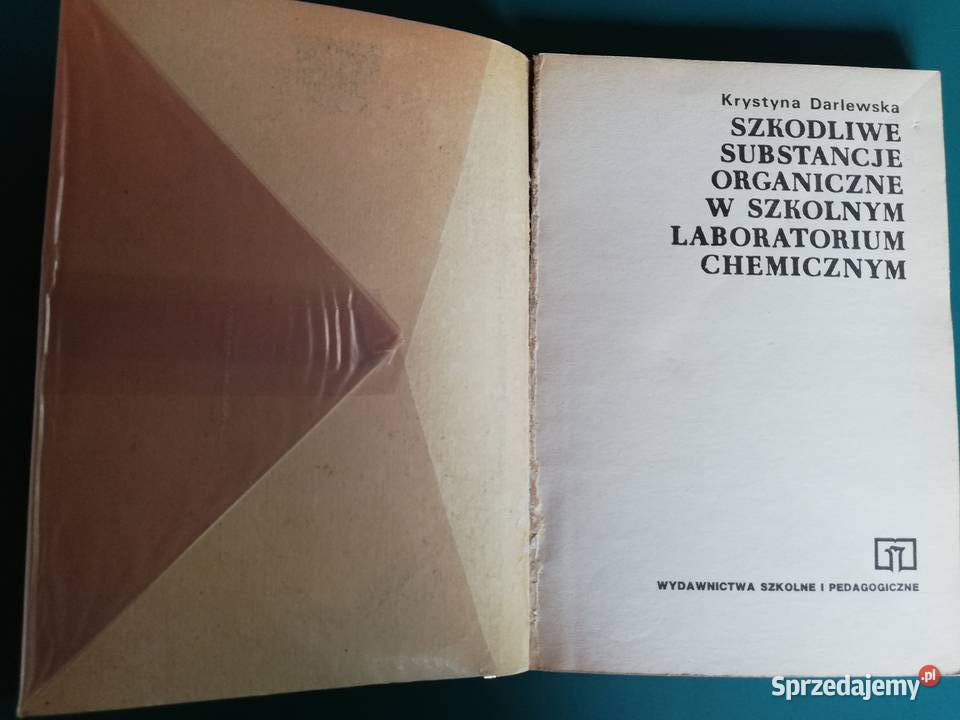 Krystyna Darlewska
SZKODLIWE
SUBSTANCJE
ORGANICZNE
W SZKOLNYM
LABORATORIUM
CHEMICZNYM
WYDAWNICTWA SZKOLNE I PEDAGOGICZNE
Sprzedajemy.pl